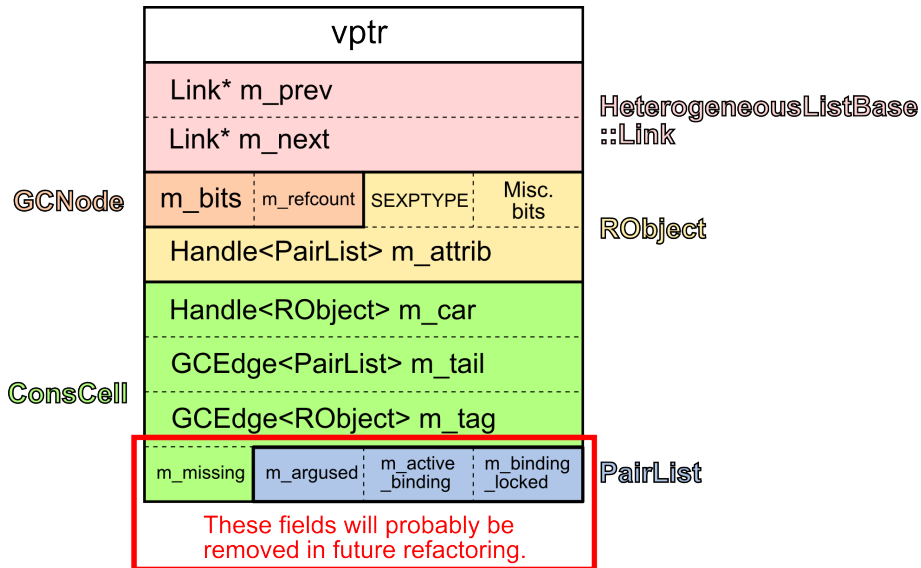 vptr
Link* m_prev
Link* m_next
HeterogeneousListBase
::Link
GCNode
m_bits
m_refcount
SEXPTYPE
Misc.
bits
RObject
Handle<PairList> m_attrib
Handle<RObject> m_car
GCEdge<PairList> m_tail
ConsCell
GCEdge<RObject> m_tag
m_missing
m_argused
m_active
_binding
m_binding
_locked
PairList
These fields will probably be
removed in future refactoring.